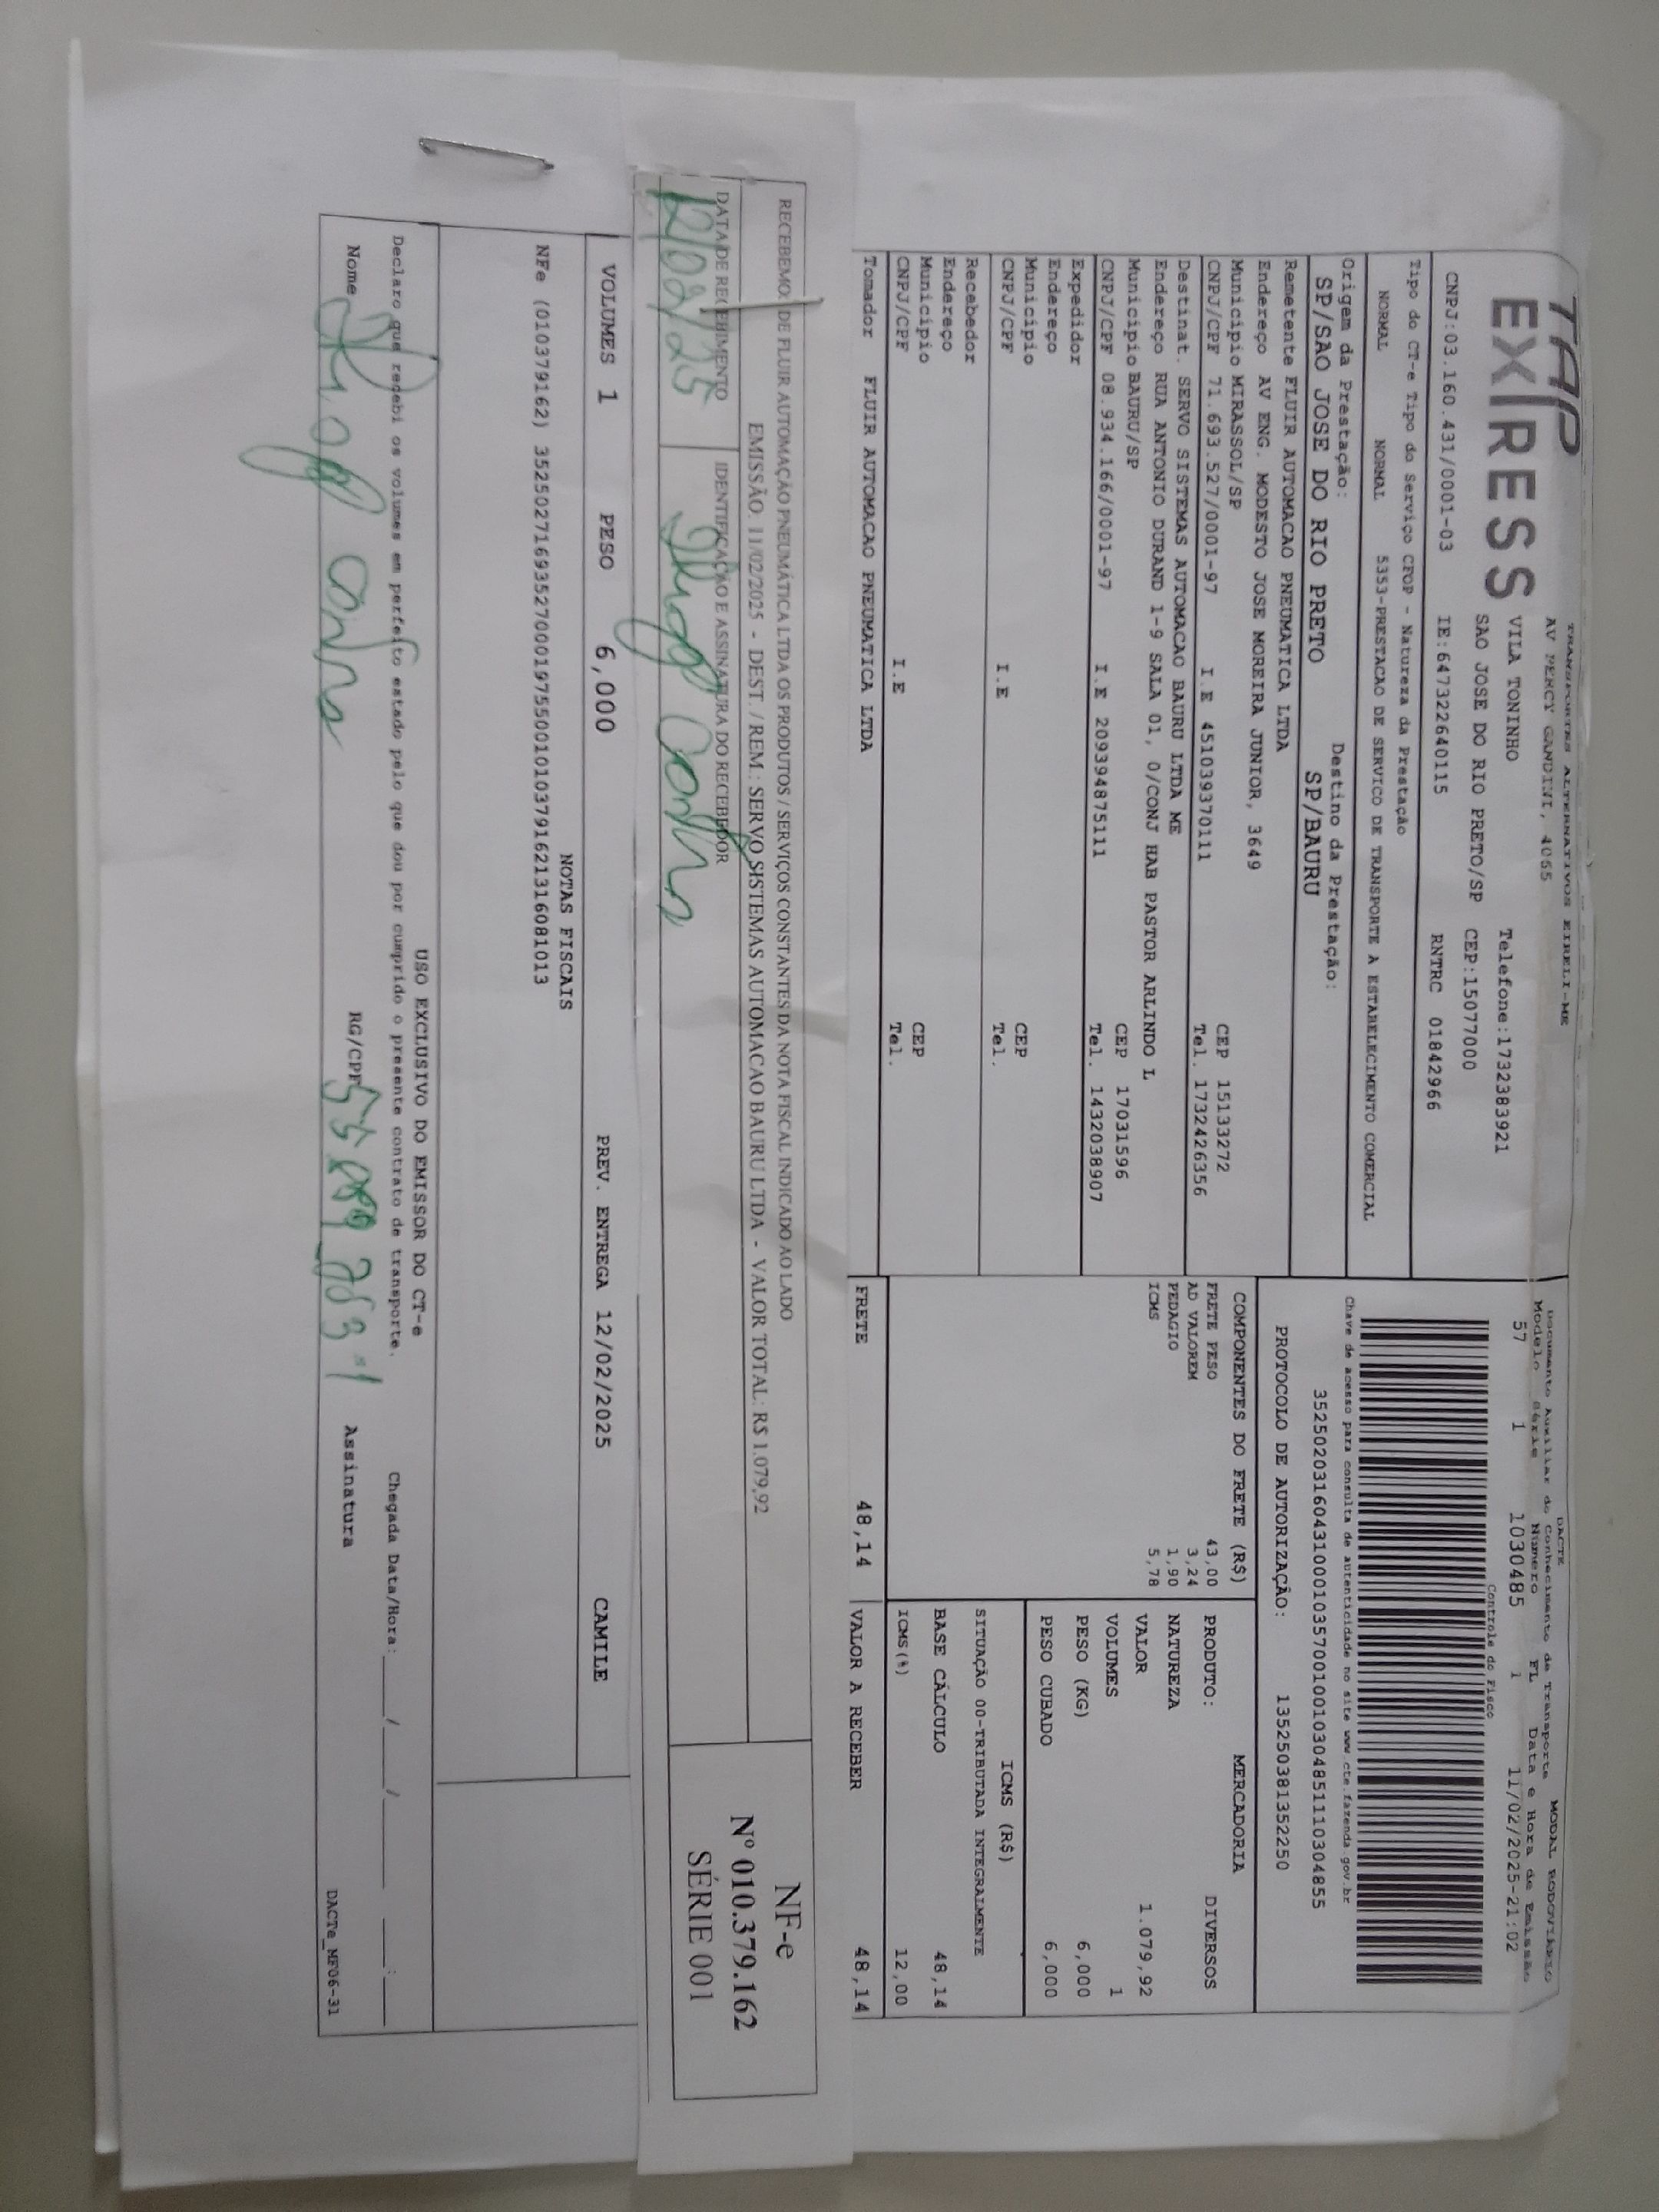 TAP
EXPRESS
TRANSPORTES ALTERNATIVOS EIRELI-ME
AV PERCY GANDINI, 4065
VILA TONINHO Telefone:1732383921
SAO JOSE DO RIO PRETO/SP CEP:15077000
CNPJ:03.160.431/0001-03 IE:647322640115 RNTRC 01842966
Tipo do CT-e Tipo do Serviço CFOP - Natureza da Prestação
NORMAL NORMAL 5353-PRESTACAO DE SERVICO DE TRANSPORTE A ESTABELECIMENTO COMERCIAL
Origem da Prestação: Destino da Prestação:
SP/SAO JOSE DO RIO PRETO SP/BAURU
Remetente FLUIR AUTOMACAO PNEUMATICA LTDA
Endereço AV ENG. MODESTO JOSE MOREIRA JUNIOR, 3649
Municipio MIRASSOL/SP CEP 15133272
CNPJ/CPF 71.693.527/0001-97 I.E 451039370111 Tel. 1732426356
Destinat. SERVO SISTEMAS AUTOMACAO BAURU LTDA ME
Endereço RUA ANTONIO DURAND 1-9 SALA 01, 0/CONJ HAB PASTOR ARLINDO L
Municipio BAURU/SP CEP 17031596
CNPJ/CPF 08.934.166/0001-97 I.E 209394875111 Tel. 1432038907
Expedidor
Endereço
Municipio CEP
CNPJ/CPF I.E Tel.
Recebedor
Endereço
Municipio CEP
CNPJ/CPF I.E Tel.
Tomador FLUIR AUTOMACAO PNEUMATICA LTDA
DACTE MODAL RODOVIÁRIO
Documento Auxiliar do Conhecimento de Transporte
Modelo Série Número FL Data e Hora de Emissão
57 1 1030485 1 11/02/2025-21:02
Controle do Fisco
Chave de acesso para consulta de autenticidade no site www.cte.fazenda.gov.br
35250203160431000103570010010304851110304855
PROTOCOLO DE AUTORIZAÇÃO: 135250381352250
COMPONENTES DO FRETE (R$)
FRETE PESO 43,00
AD VALOREM 3,24
PEDAGIO 1,90
ICMS 5,78
MERCADORIA
PRODUTO: DIVERSOS
NATUREZA
VALOR 1.079,92
VOLUMES 1
PESO (KG) 6,000
PESO CUBADO 6,000
ICMS (R$)
SITUAÇÃO 00-TRIBUTADA INTEGRALMENTE
BASE CÁLCULO 48,14
ICMS(%) 12,00
FRETE 48,14 VALOR A RECEBER 48,14
RECEBEMOS DE FLUIR AUTOMAÇÃO PNEUMÁTICA LTDA OS PRODUTOS / SERVIÇOS CONSTANTES DA NOTA FISCAL INDICADO AO LADO
EMISSÃO: 11/02/2025 - DEST. / REM.: SERVO SISTEMAS AUTOMACAO BAURU LTDA - VALOR TOTAL: R$ 1.079,92
DATA DE RECEBIMENTO IDENTIFICAÇÃO E ASSINATURA DO RECEBEDOR
12/02/25
NF-e
Nº 010.379.162
SÉRIE 001
VOLUMES 1 PESO 6,000 PREV. ENTREGA 12/02/2025 CAMILE
NOTAS FISCAIS
NFe (010379162) 35250271693527000197550010103791621316081013
USO EXCLUSIVO DO EMISSOR DO CT-e
Declaro que recebi os volumes em perfeito estado pelo que dou por cumprido o presente contrato de transporte. Chegada Data/Hora: ____/____/____ ____:____
Nome RG/CPF Assinatura
DACTe_MF06-31